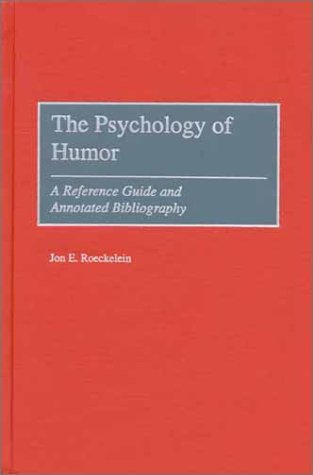 The Psychology of
Humor
A Reference Guide and
Annotated Bibliography
Jon E. Roeckelein